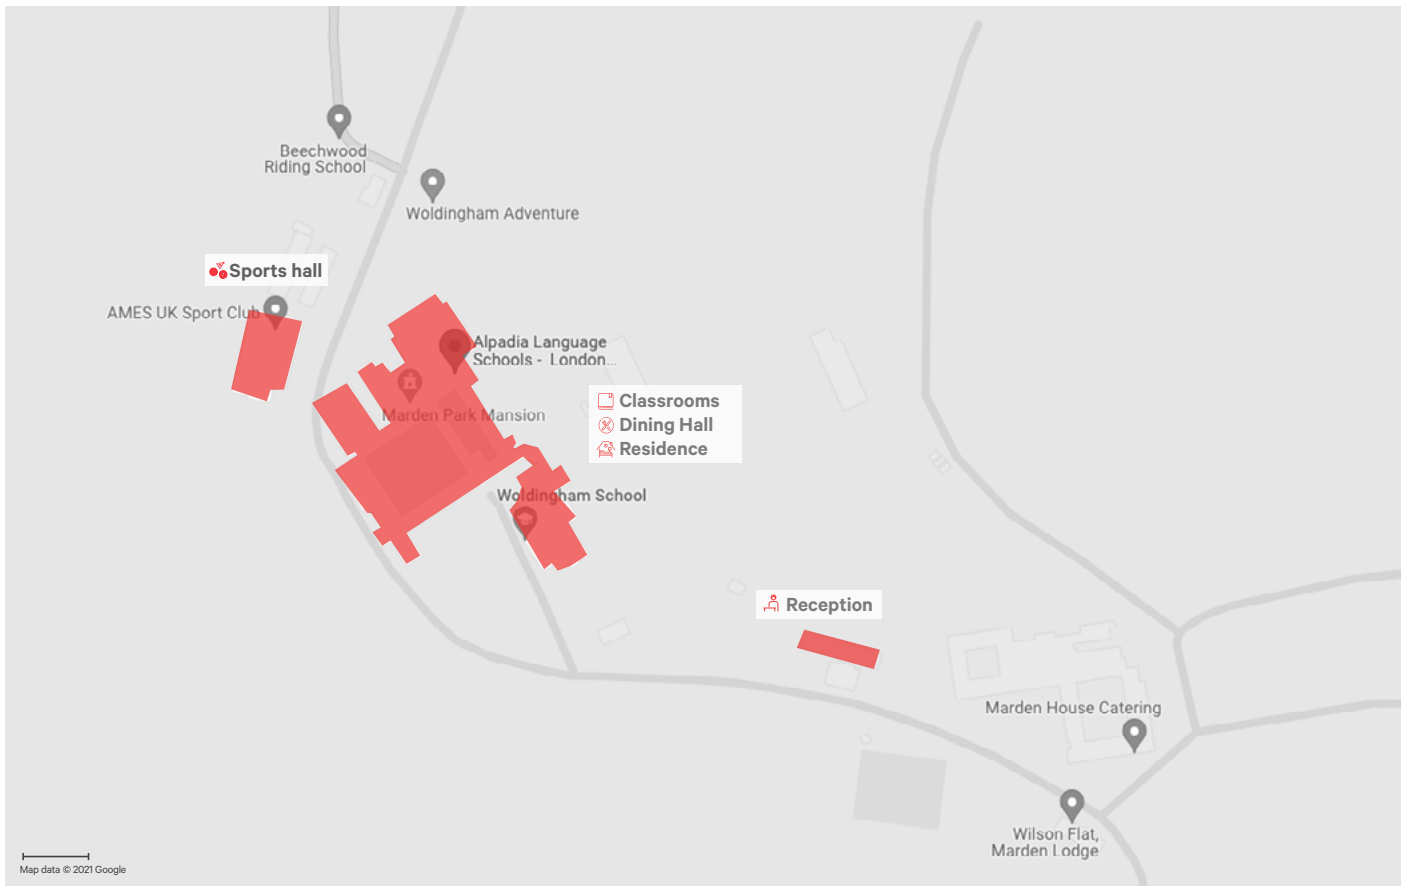 Beechwood
Riding School
Woldingham Adventure
Sports hall
AMES UK Sport Club
Alpadia Language
Schools - London...
Classrooms
Dining Hall
Residence
Marden Park Mansion
Woldingham School
Reception
Marden House Catering
Wilson Flat,
Marden Lodge
Map data © 2021 Google